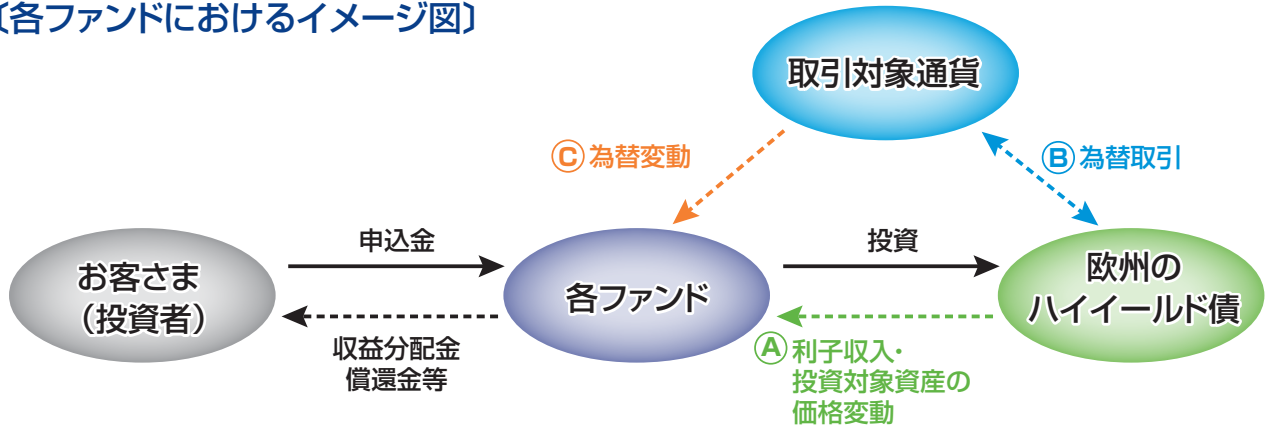 〔各ファンドにおけるイメージ図〕
取引対象通貨
Ⓒ為替変動
Ⓑ為替取引
申込金
投資
お客さま
（投資者）
各ファンド
欧州の
ハイイールド債
収益分配金
償還金等
Ⓐ利子収入・
投資対象資産の
価格変動